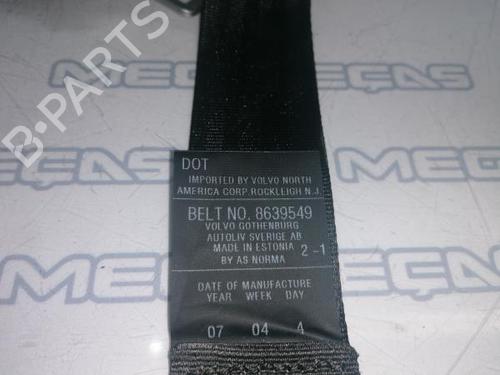 B-PARTS
MECPEÇAS
DOT
IMPORTED BY VOLVO NORTH
AMERICA CORP, ROCKLEIGH N.J.
BELT NO. 8639549
VOLVO GOTHENBURG
AUTOLIV SVERIGE AB
MADE IN ESTONIA 2-1
BY AS NORMA
DATE OF MANUFACTURE
YEAR WEEK DAY
07 04 4